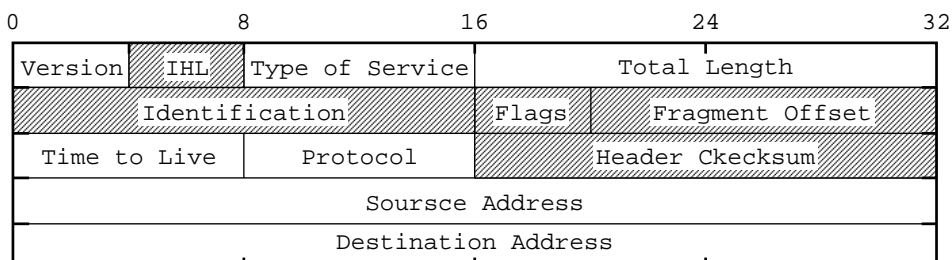 0 8 16 24 32
Version IHL Type of Service Total Length
Identification Flags Fragment Offset
Time to Live Protocol Header Ckecksum
Soursce Address
Destination Address